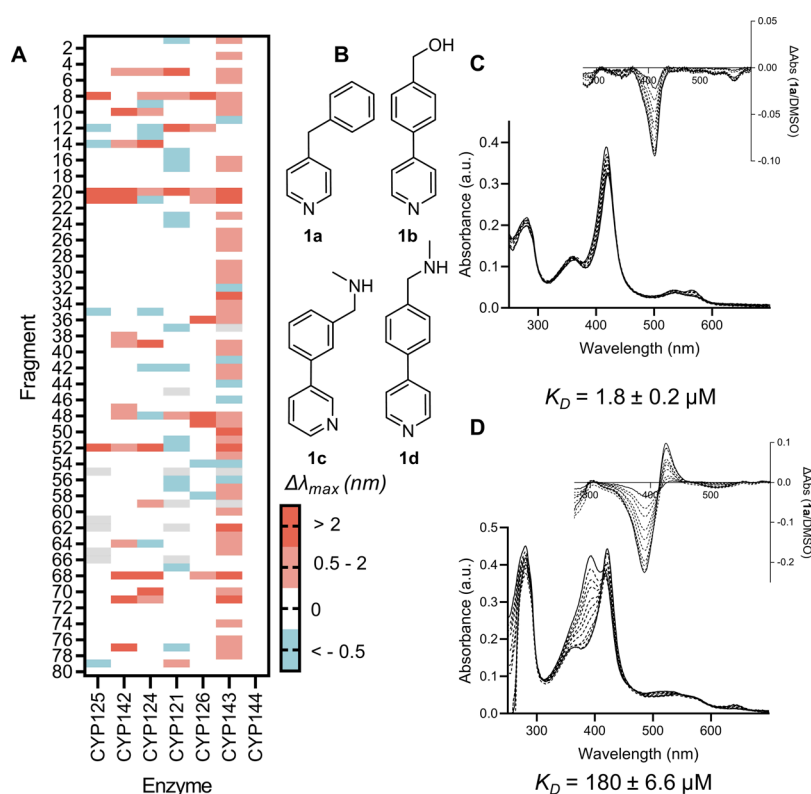 A
Fragment
2
4
6
8
10
12
14
16
18
20
22
24
26
28
30
32
34
36
38
40
42
44
46
48
50
52
54
56
58
60
62
64
66
68
70
72
74
76
78
80
CYP125
CYP142
CYP124
CYP121
CYP126
CYP143
CYP144
Enzyme
Δλmax (nm)
> 2
0.5 - 2
0
< - 0.5
B
N
1a
OH
N
1b
NH
N
1c
NH
N
1d
C
0.05
0.00
-0.05
-0.10
ΔAbs (1a/DMSO)
300 400 500
Absorbance (a.u.)
0.4
0.3
0.2
0.1
0.0
300 400 500 600
Wavelength (nm)
KD = 1.8 ± 0.2 µM
D
0.1
0.0
-0.1
-0.2
ΔAbs (1a/DMSO)
300 400 500
Absorbance (a.u.)
0.5
0.4
0.3
0.2
0.1
0.0
300 400 500 600
Wavelength (nm)
KD = 180 ± 6.6 µM